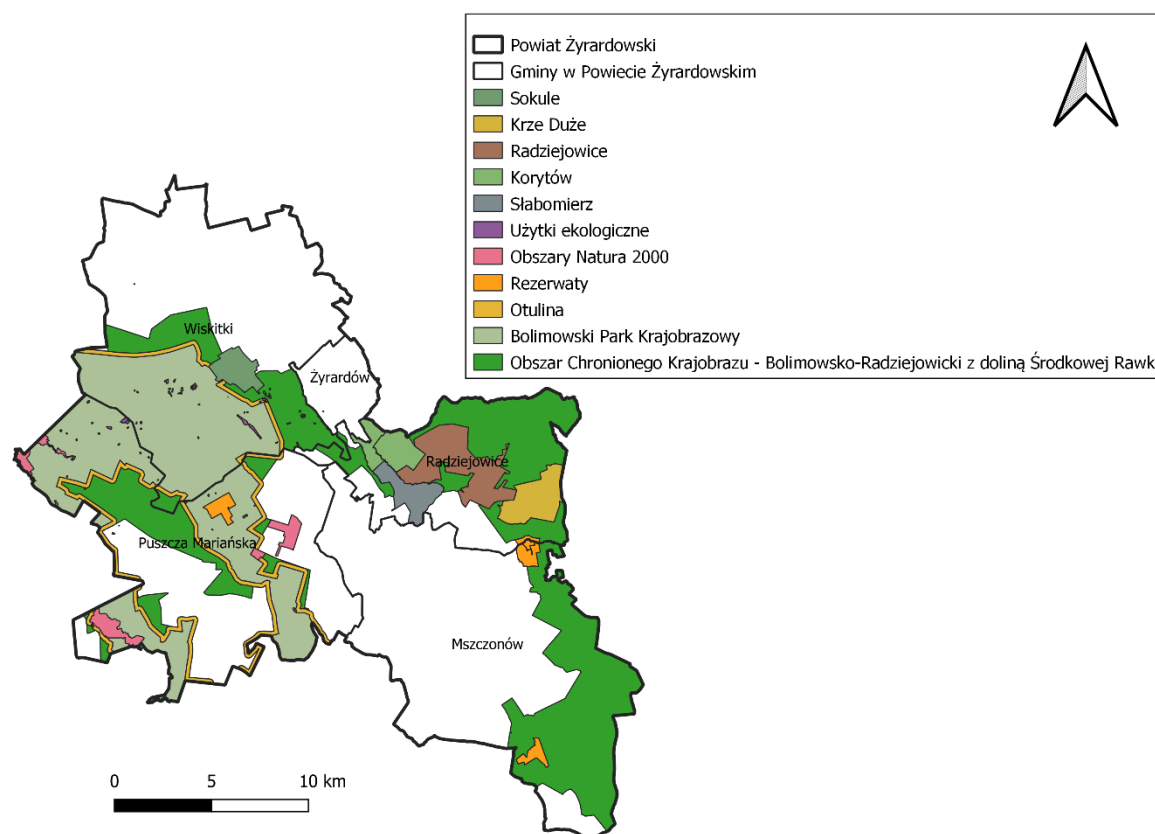 Powiat Żyrardowski
Gminy w Powiecie Żyrardowskim
Sokule
Krze Duże
Radziejowice
Korytów
Słabomierz
Użytki ekologiczne
Obszary Natura 2000
Rezerwaty
Otulina
Bolimowski Park Krajobrazowy
Obszar Chronionego Krajobrazu - Bolimowsko-Radziejowicki z doliną Środkowej Rawk
Wiskitki
Żyrardów
Radziejowice
Puszcza Mariańska
Mszczonów
0 5 10 km